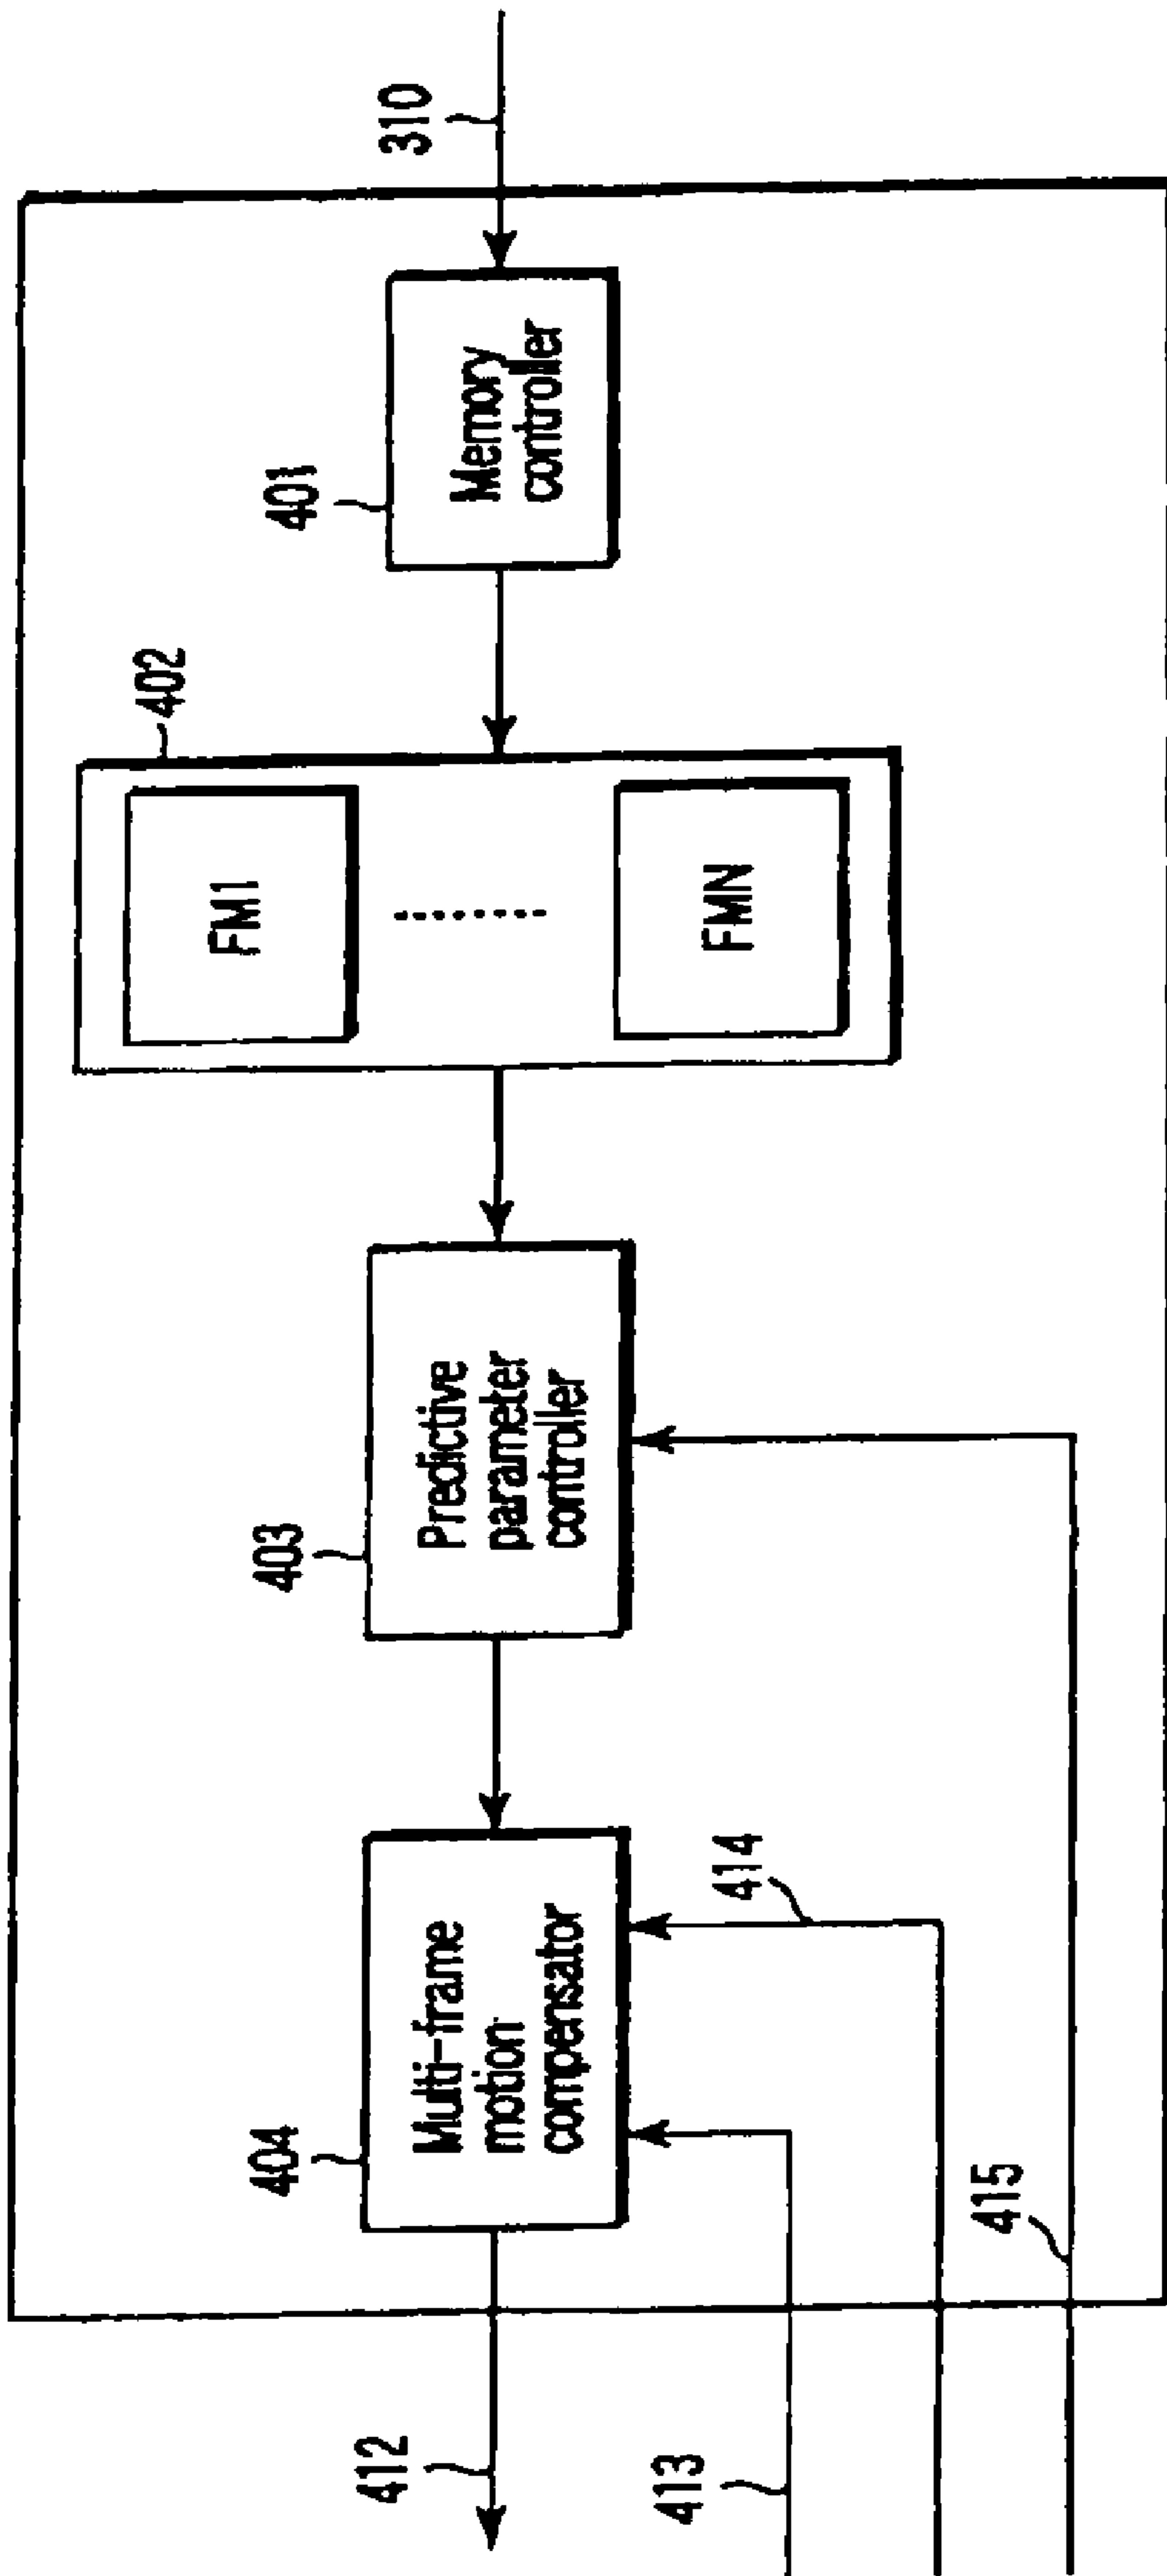 310
401
Memory
controller
402
FM1
FMN
403
Predictive
parameter
controller
404
Multi-frame
motion
compensator
414
415
412
413